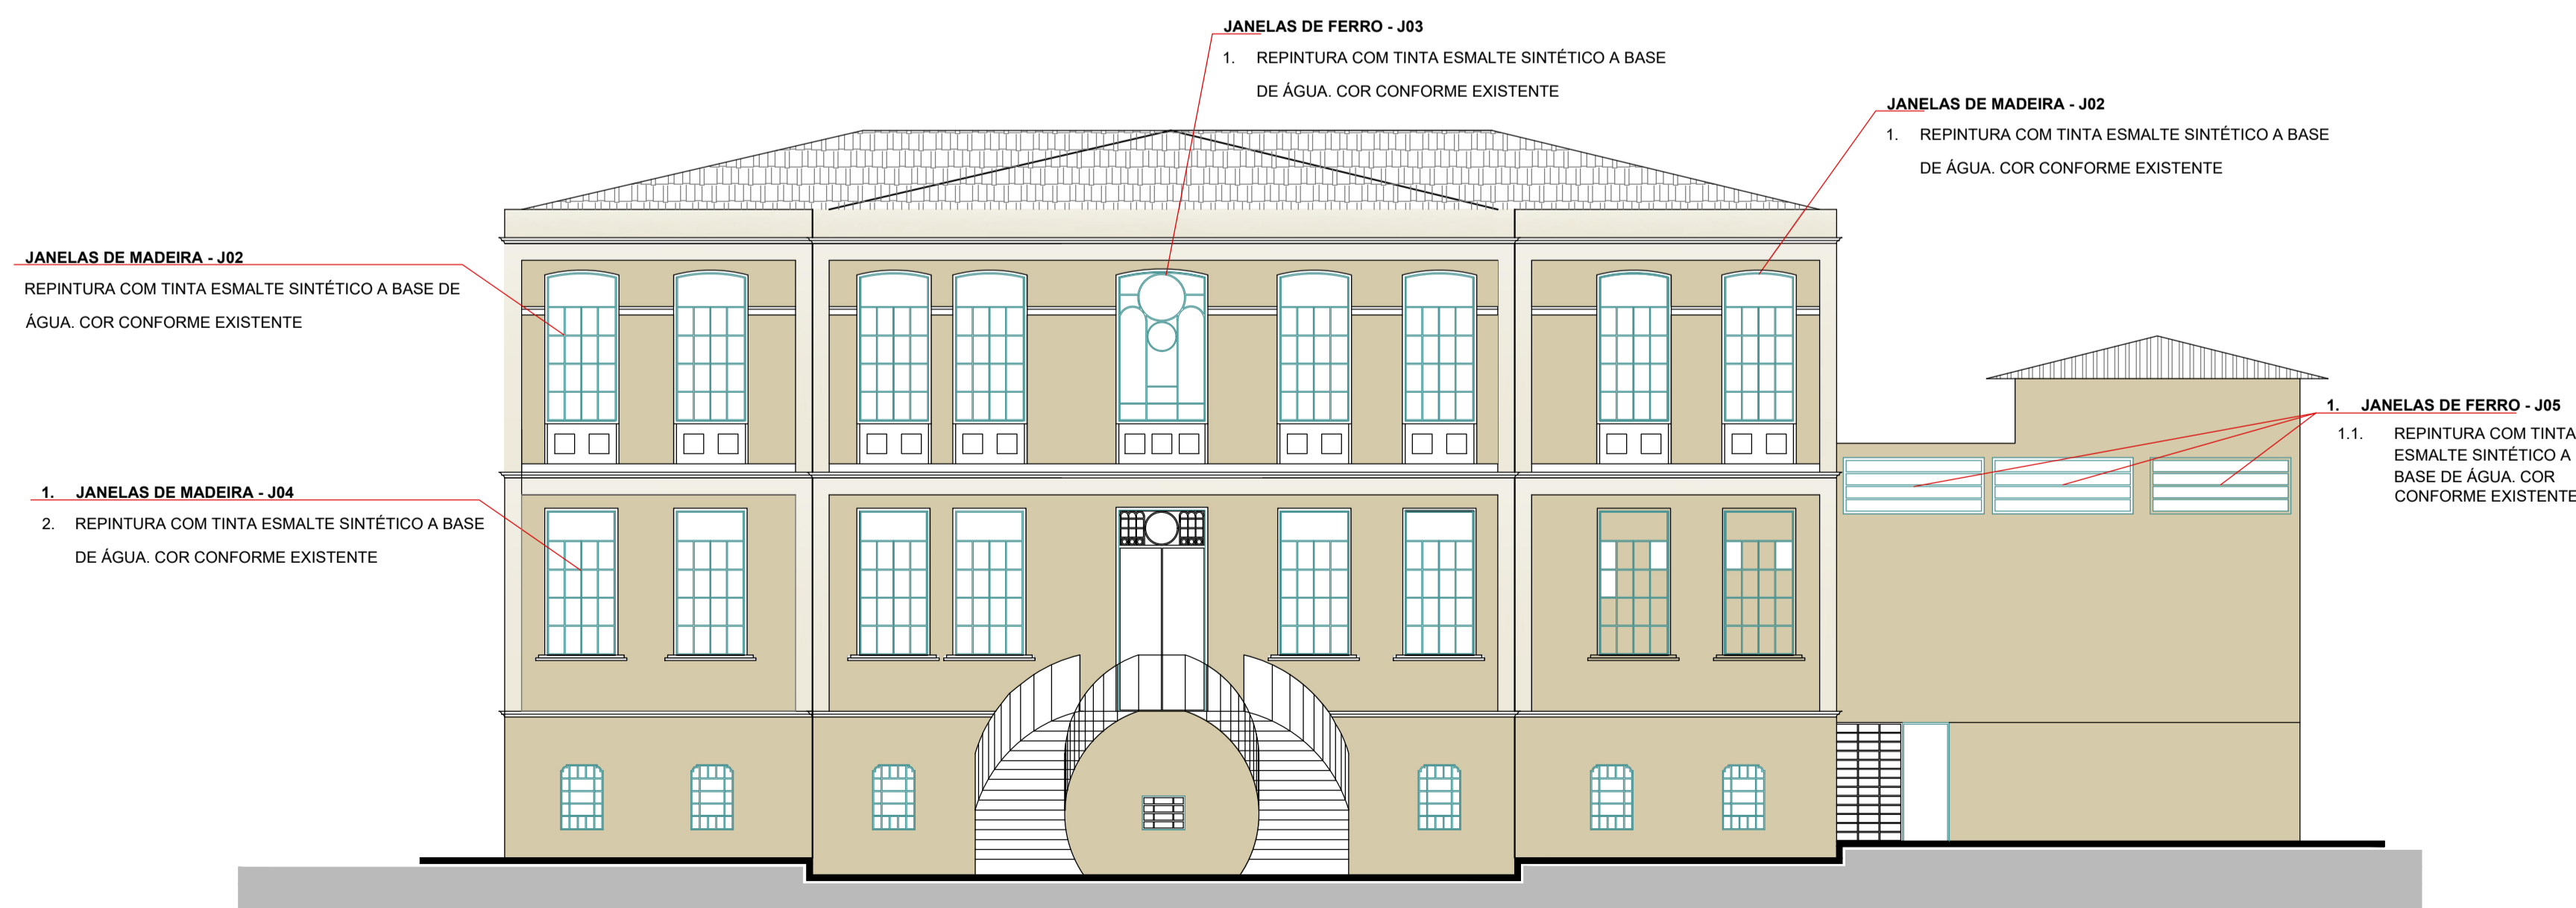 JANELAS DE FERRO - J03
1. REPINTURA COM TINTA ESMALTE SINTÉTICO A BASE
DE ÁGUA. COR CONFORME EXISTENTE
JANELAS DE MADEIRA - J02
1. REPINTURA COM TINTA ESMALTE SINTÉTICO A BASE
DE ÁGUA. COR CONFORME EXISTENTE
JANELAS DE MADEIRA - J02
REPINTURA COM TINTA ESMALTE SINTÉTICO A BASE DE
ÁGUA. COR CONFORME EXISTENTE
1. JANELAS DE FERRO - J05
1.1. REPINTURA COM TINTA
ESMALTE SINTÉTICO A
BASE DE ÁGUA. COR
CONFORME EXISTENTE
1. JANELAS DE MADEIRA - J04
2. REPINTURA COM TINTA ESMALTE SINTÉTICO A BASE
DE ÁGUA. COR CONFORME EXISTENTE